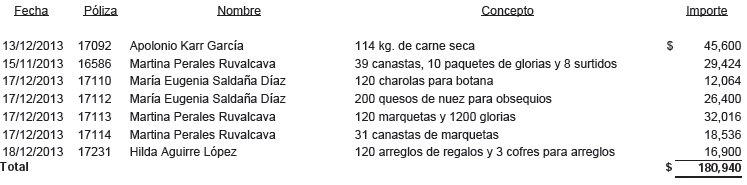 Fecha Póliza Nombre Concepto Importe
13/12/2013 17092 Apolonio Karr García 114 kg. de carne seca $ 45,600
15/11/2013 16586 Martina Perales Ruvalcava 39 canastas, 10 paquetes de glorias y 8 surtidos 29,424
17/12/2013 17110 María Eugenia Saldaña Díaz 120 charolas para botana 12,064
17/12/2013 17112 María Eugenia Saldaña Díaz 200 quesos de nuez para obsequios 26,400
17/12/2013 17113 Martina Perales Ruvalcava 120 marquetas y 1200 glorias 32,016
17/12/2013 17114 Martina Perales Ruvalcava 31 canastas de marquetas 18,536
18/12/2013 17231 Hilda Aguirre López 120 arreglos de regalos y 3 cofres para arreglos 16,900
Total $ 180,940